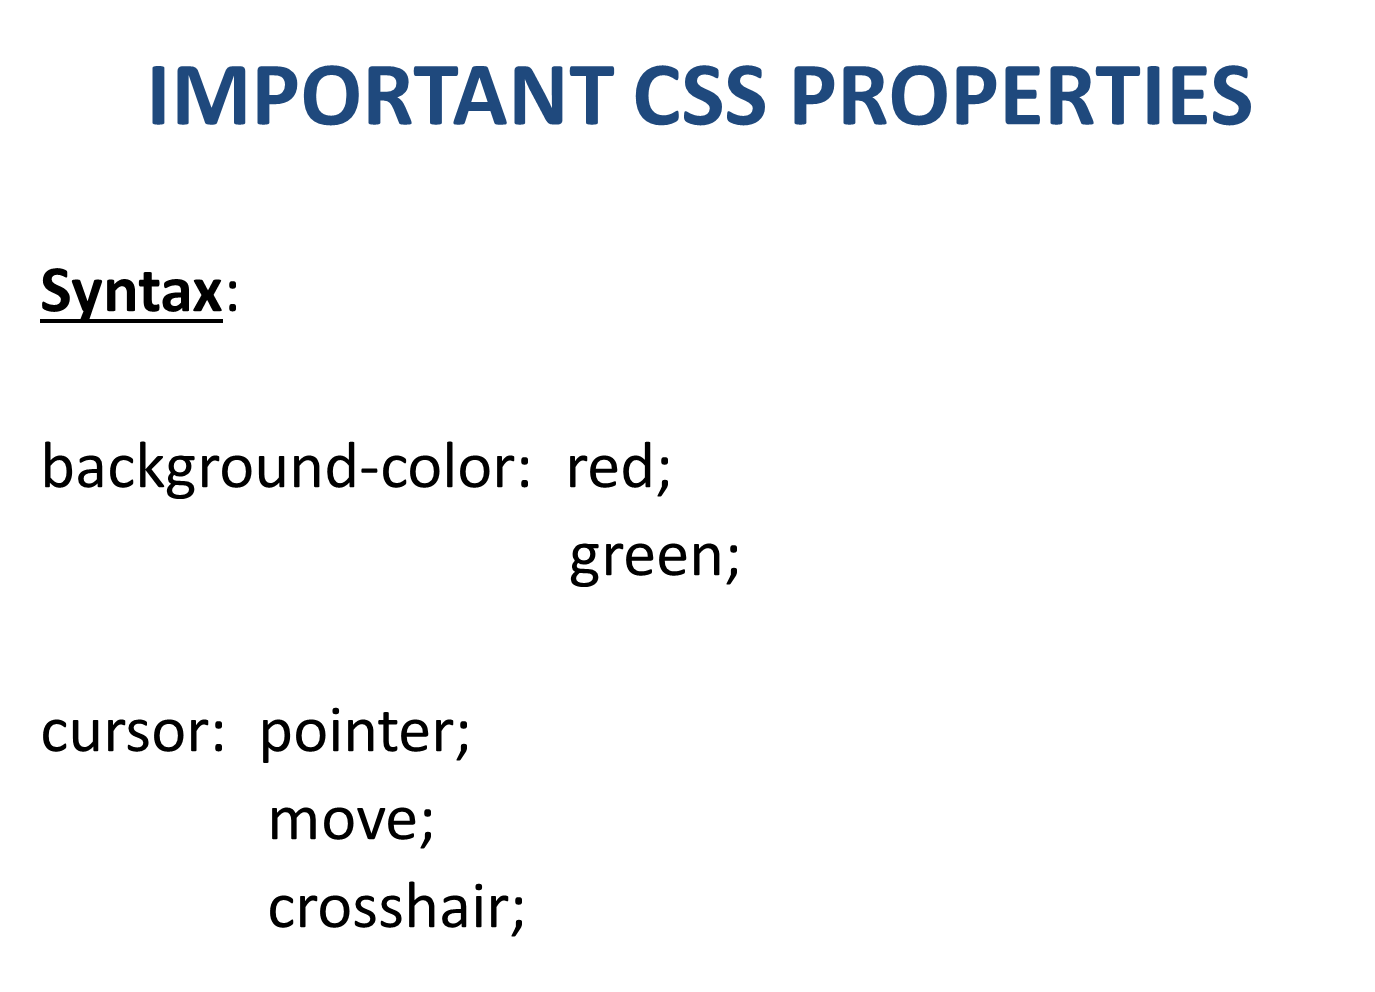 IMPORTANT CSS PROPERTIES
Syntax:
background-color: red;
green;
cursor: pointer;
move;
crosshair;